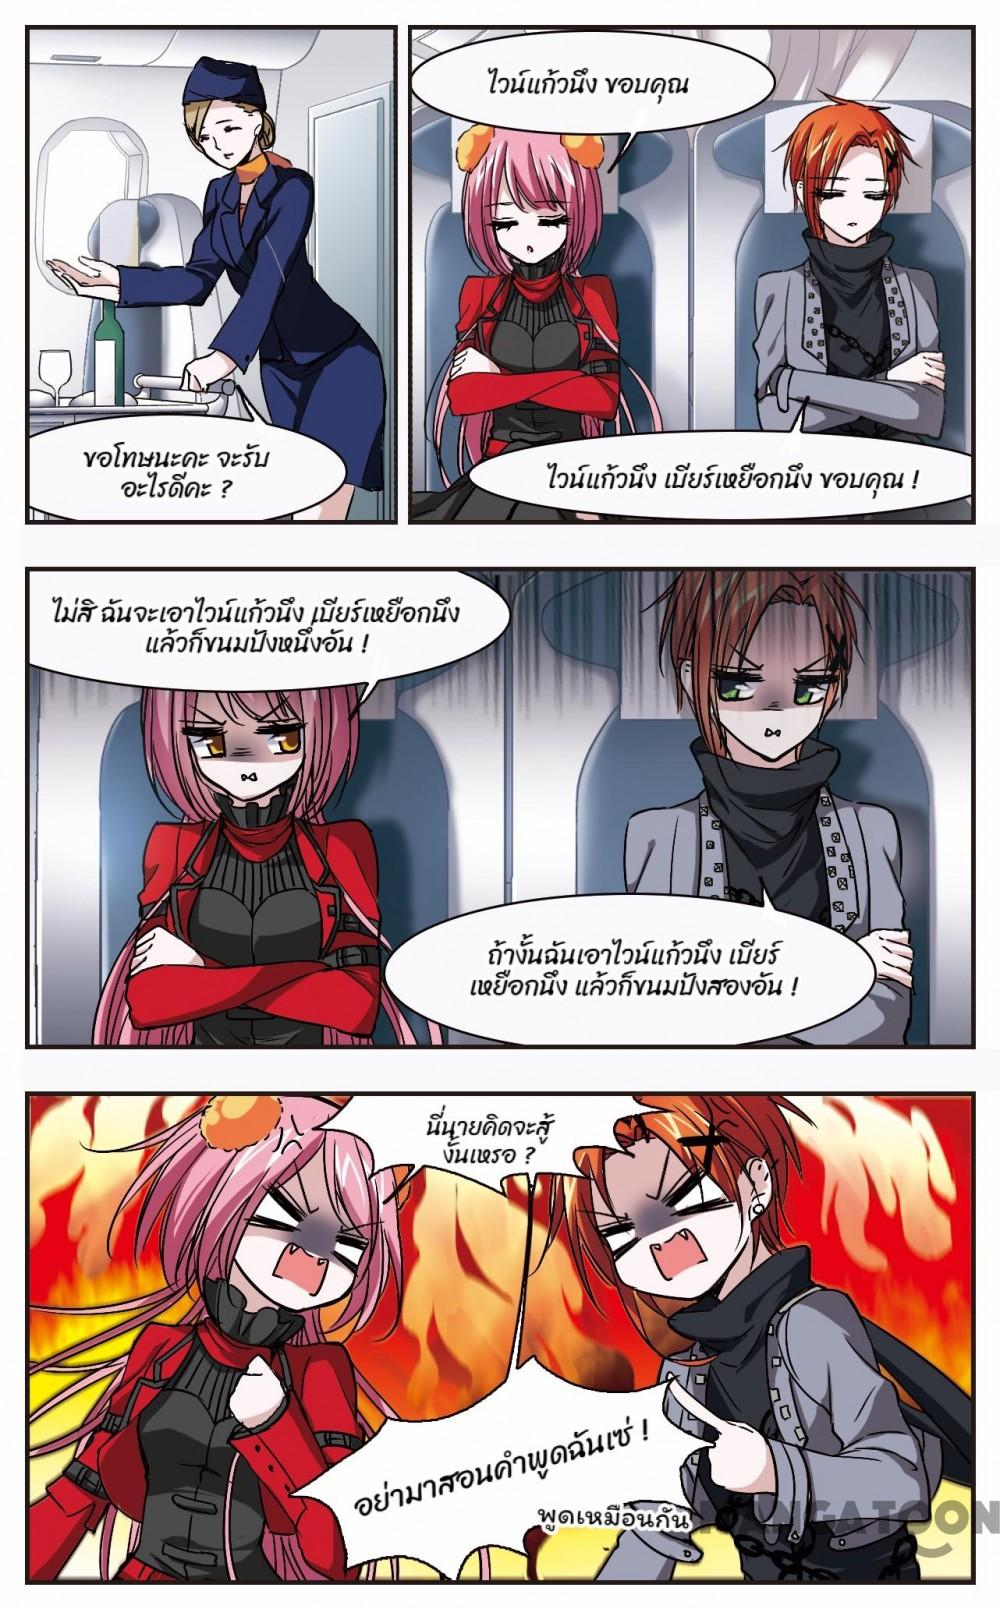 ขอโทษนะคะ จะรับ
อะไรดีคะ ?
ไวน์แก้วนึง ขอบคุณ
ไวน์แก้วนึง เบียร์เหยือกนึง ขอบคุณ !
ไม่สิ ฉันจะเอาไวน์แก้วนึง เบียร์เหยือกนึง
แล้วก็ขนมปังหนึ่งอัน !
ถ้างั้นฉันเอาไวน์แก้วนึง เบียร์
เหยือกนึง แล้วก็ขนมปังสองอัน !
นี่นายคิดจะสู้
งั้นเหรอ ?
อย่ามาสอนคำพูดฉันเซ่ !
พูดเหมือนกัน
MANGATOON